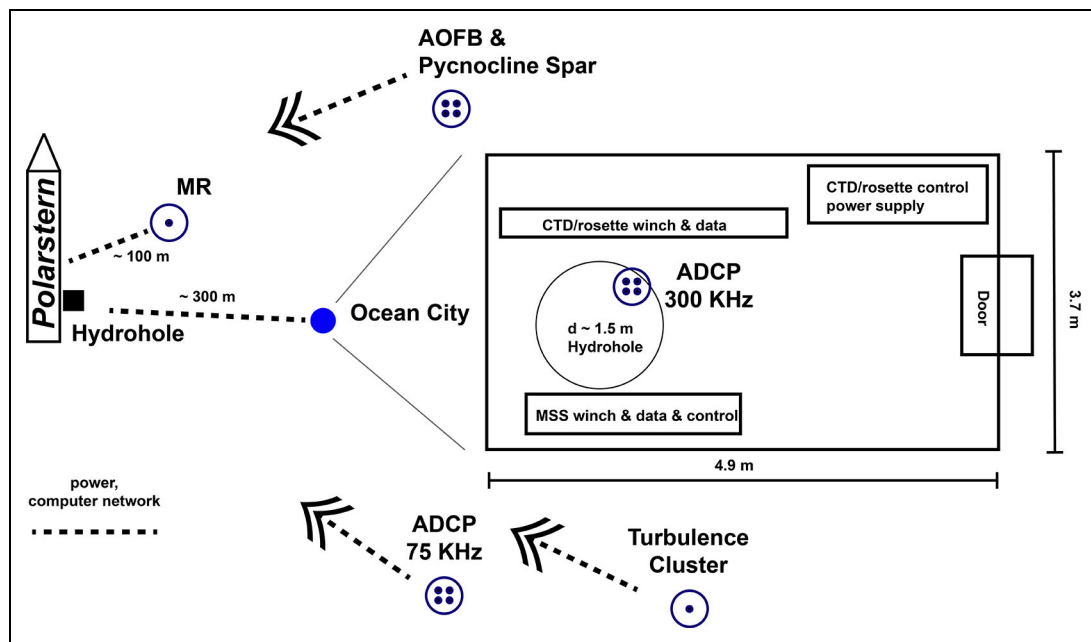 AOFB &
Pycnocline Spar
Polarstern
MR
~ 100 m
~ 300 m
Hydrohole
Ocean City
CTD/rosette control
power supply
CTD/rosette winch & data
ADCP
300 KHz
d ~ 1.5 m
Hydrohole
Door
3.7 m
MSS winch & data & control
4.9 m
power,
computer network
ADCP
75 KHz
Turbulence
Cluster